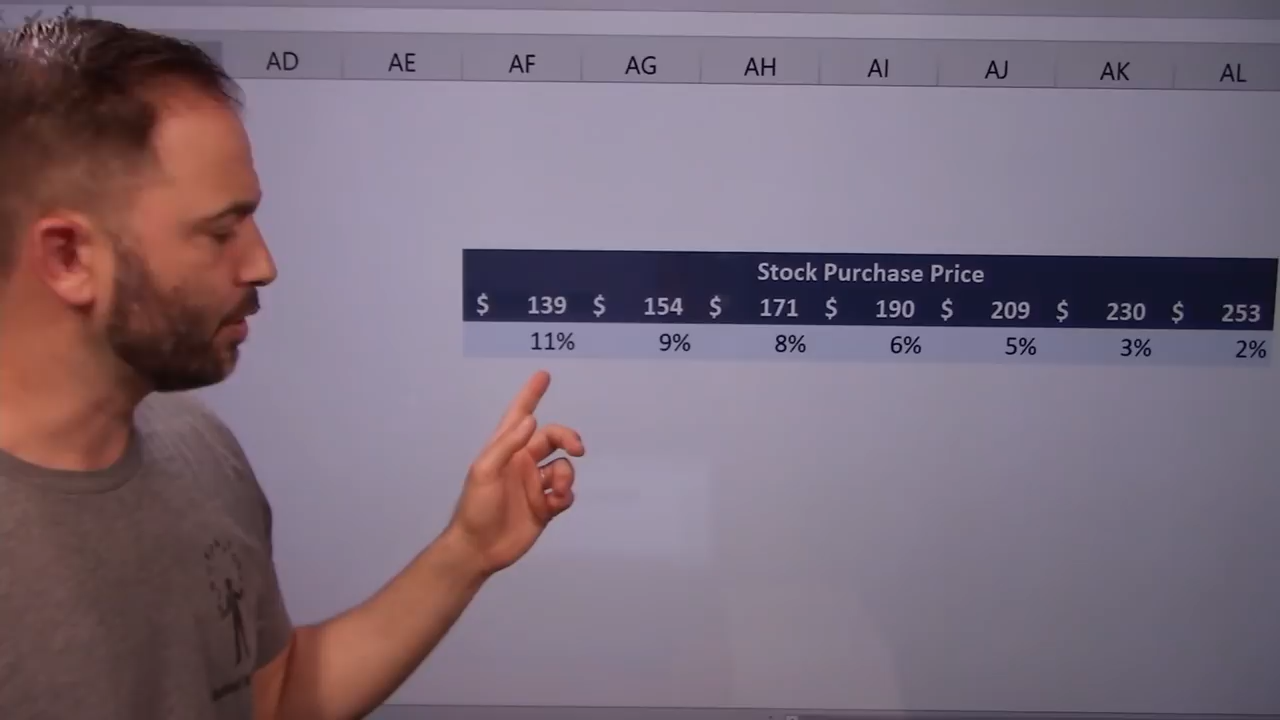 AD AE AF AG AH AI AJ AK AL
Stock Purchase Price
$ 139 $ 154 $ 171 $ 190 $ 209 $ 230 $ 253
11% 9% 8% 6% 5% 3% 2%